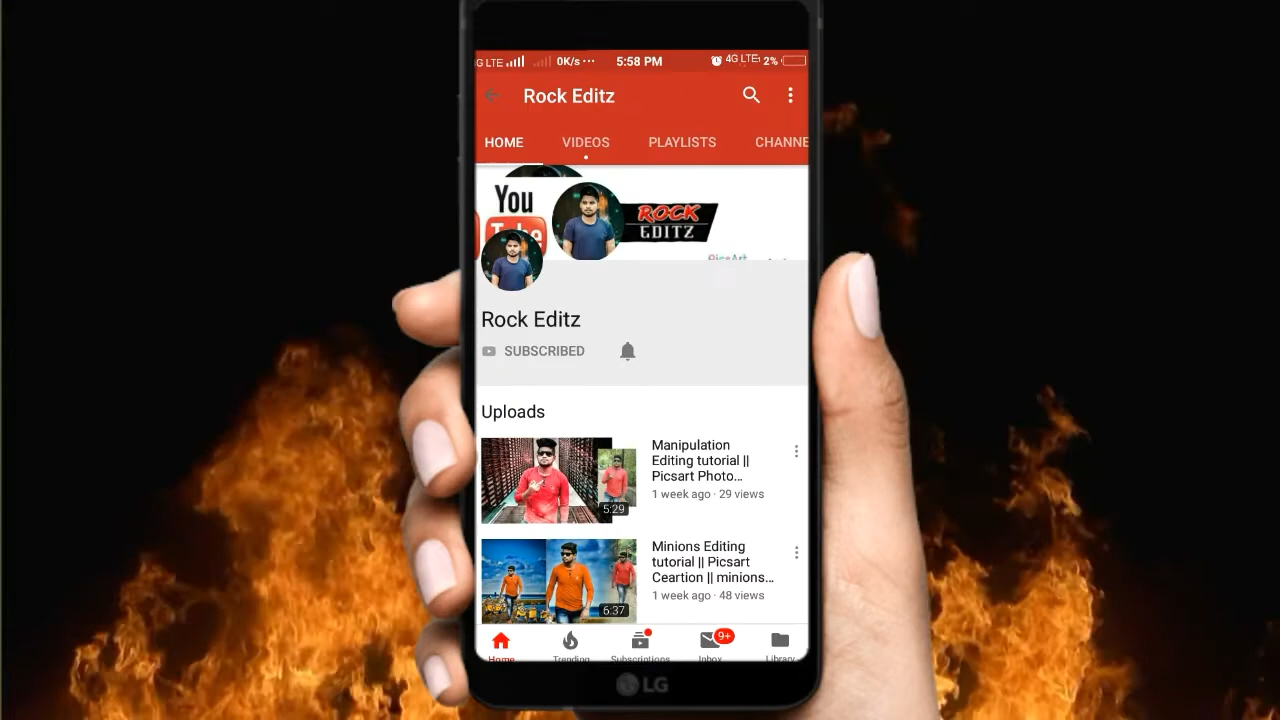 G LTE 0K/s ··· 5:58 PM 4G LTE 2%
Rock Editz
HOME VIDEOS PLAYLISTS CHANNE
You
Tube
ROCK
EDITZ
PicsArt
Rock Editz
SUBSCRIBED
Uploads
Manipulation
Editing tutorial ||
Picsart Photo...
1 week ago · 29 views
5:29
Minions Editing
tutorial || Picsart
Ceartion || minions...
1 week ago · 48 views
6:37
9+
Home Trending Subscriptions Inbox Library
LG